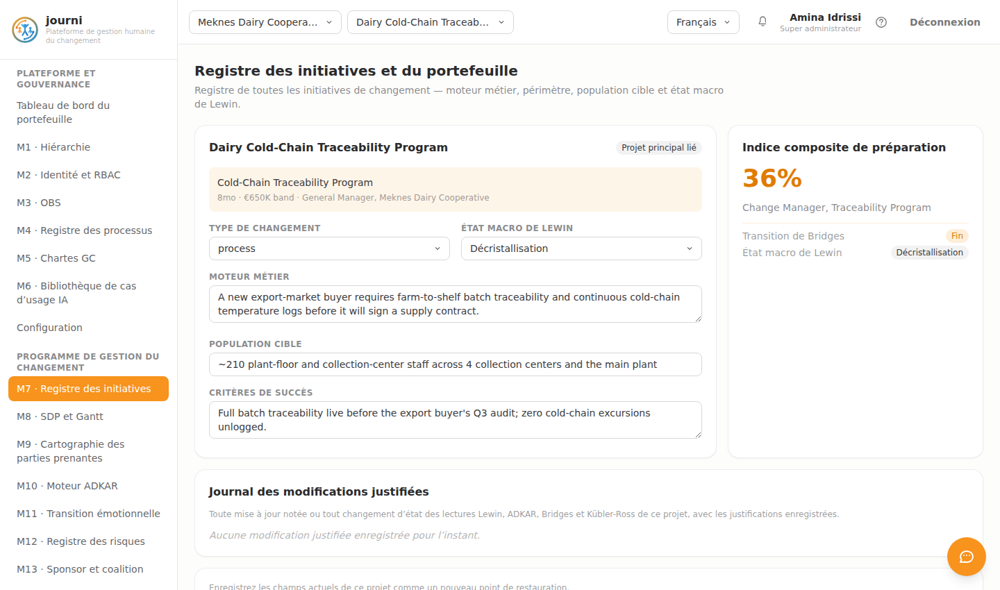 journi
Plateforme de gestion humaine
du changement
Meknes Dairy Coopera...
Dairy Cold-Chain Traceab...
Français
Amina Idrissi
Super administrateur
Déconnexion
PLATEFORME ET
GOUVERNANCE
Tableau de bord du
portefeuille
M1 · Hiérarchie
M2 · Identité et RBAC
M3 · OBS
M4 · Registre des processus
M5 · Chartes GC
M6 · Bibliothèque de cas
d’usage IA
Configuration
PROGRAMME DE GESTION DU
CHANGEMENT
M7 · Registre des initiatives
M8 · SDP et Gantt
M9 · Cartographie des
parties prenantes
M10 · Moteur ADKAR
M11 · Transition émotionnelle
M12 · Registre des risques
M13 · Sponsor et coalition
Registre des initiatives et du portefeuille
Registre de toutes les initiatives de changement — moteur métier, périmètre, population cible et état macro
de Lewin.
Dairy Cold-Chain Traceability Program
Projet principal lié
Cold-Chain Traceability Program
8mo · €650K band · General Manager, Meknes Dairy Cooperative
TYPE DE CHANGEMENT
ÉTAT MACRO DE LEWIN
process
Décristallisation
MOTEUR MÉTIER
A new export-market buyer requires farm-to-shelf batch traceability and continuous cold-chain
temperature logs before it will sign a supply contract.
POPULATION CIBLE
~210 plant-floor and collection-center staff across 4 collection centers and the main plant
CRITÈRES DE SUCCÈS
Full batch traceability live before the export buyer's Q3 audit; zero cold-chain excursions
unlogged.
Indice composite de préparation
36%
Change Manager, Traceability Program
Transition de Bridges
Fin
État macro de Lewin
Décristallisation
Journal des modifications justifiées
Toute mise à jour notée ou tout changement d’état des lectures Lewin, ADKAR, Bridges et Kübler-Ross de ce projet, avec les justifications enregistrées.
Aucune modification justifiée enregistrée pour l’instant.
Enregistrez les champs actuels de ce projet comme un nouveau point de restauration.